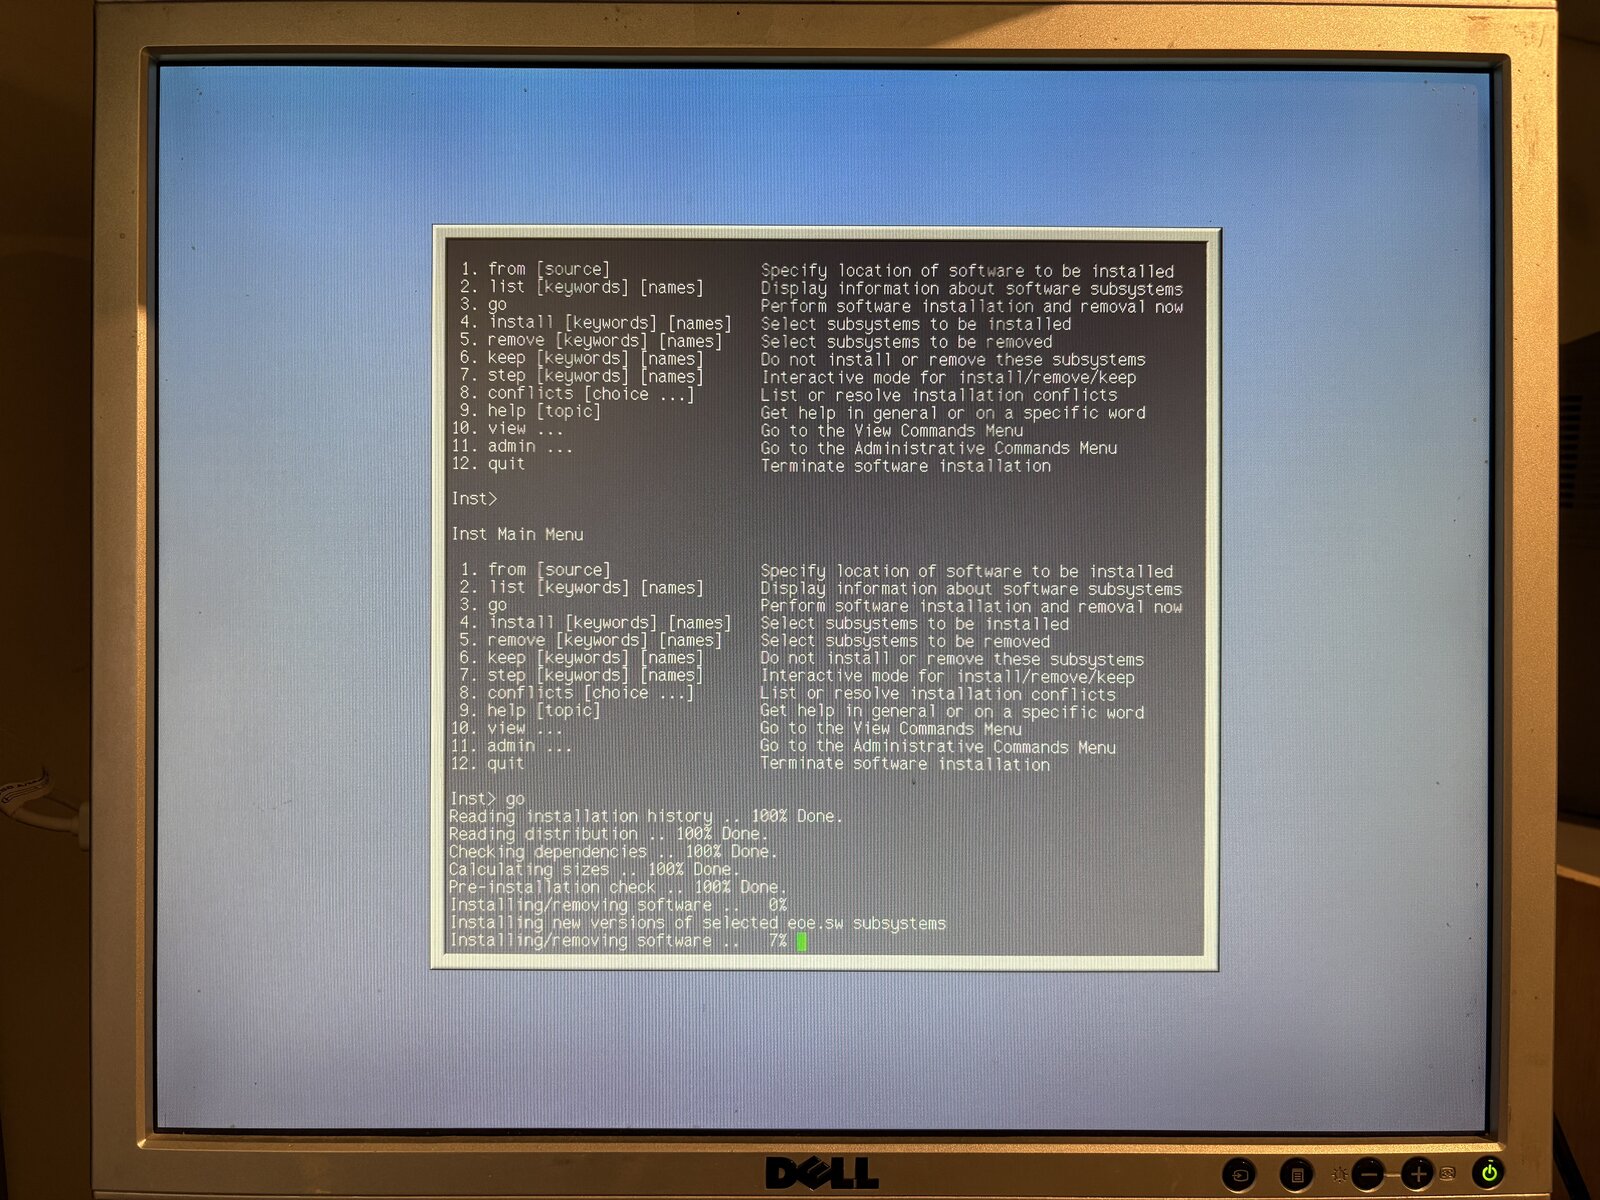 1. from [source] Specify location of software to be installed
2. list [keywords] [names] Display information about software subsystems
3. go Perform software installation and removal now
4. install [keywords] [names] Select subsystems to be installed
5. remove [keywords] [names] Select subsystems to be removed
6. keep [keywords] [names] Do not install or remove these subsystems
7. step [keywords] [names] Interactive mode for install/remove/keep
8. conflicts [choice ...] List or resolve installation conflicts
9. help [topic] Get help in general or on a specific word
10. view ... Go to the View Commands Menu
11. admin ... Go to the Administrative Commands Menu
12. quit Terminate software installation
Inst>
Inst Main Menu
1. from [source] Specify location of software to be installed
2. list [keywords] [names] Display information about software subsystems
3. go Perform software installation and removal now
4. install [keywords] [names] Select subsystems to be installed
5. remove [keywords] [names] Select subsystems to be removed
6. keep [keywords] [names] Do not install or remove these subsystems
7. step [keywords] [names] Interactive mode for install/remove/keep
8. conflicts [choice ...] List or resolve installation conflicts
9. help [topic] Get help in general or on a specific word
10. view ... Go to the View Commands Menu
11. admin ... Go to the Administrative Commands Menu
12. quit Terminate software installation
Inst> go
Reading installation history .. 100% Done.
Reading distribution .. 100% Done.
Checking dependencies .. 100% Done.
Calculating sizes .. 100% Done.
Pre-installation check .. 100% Done.
Installing/removing software .. 0%
Installing new versions of selected eoe.sw subsystems
Installing/removing software .. 7%
DELL